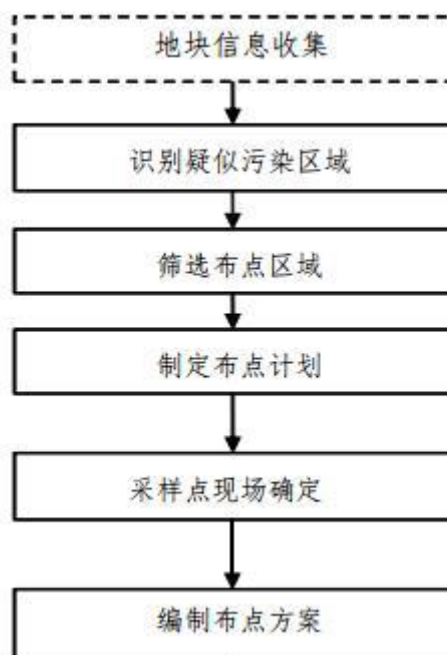 地块信息收集
识别疑似污染区域
筛选布点区域
制定布点计划
采样点现场确定
编制布点方案